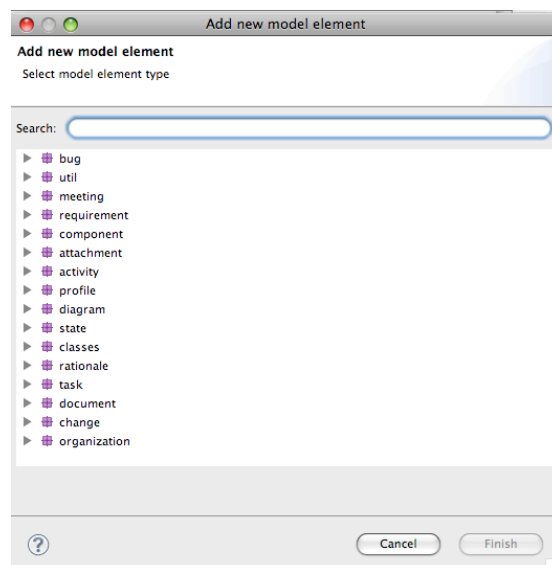 Add new model element
Add new model element
Select model element type
Search:
bug
util
meeting
requirement
component
attachment
activity
profile
diagram
state
classes
rationale
task
document
change
organization
?
Cancel Finish